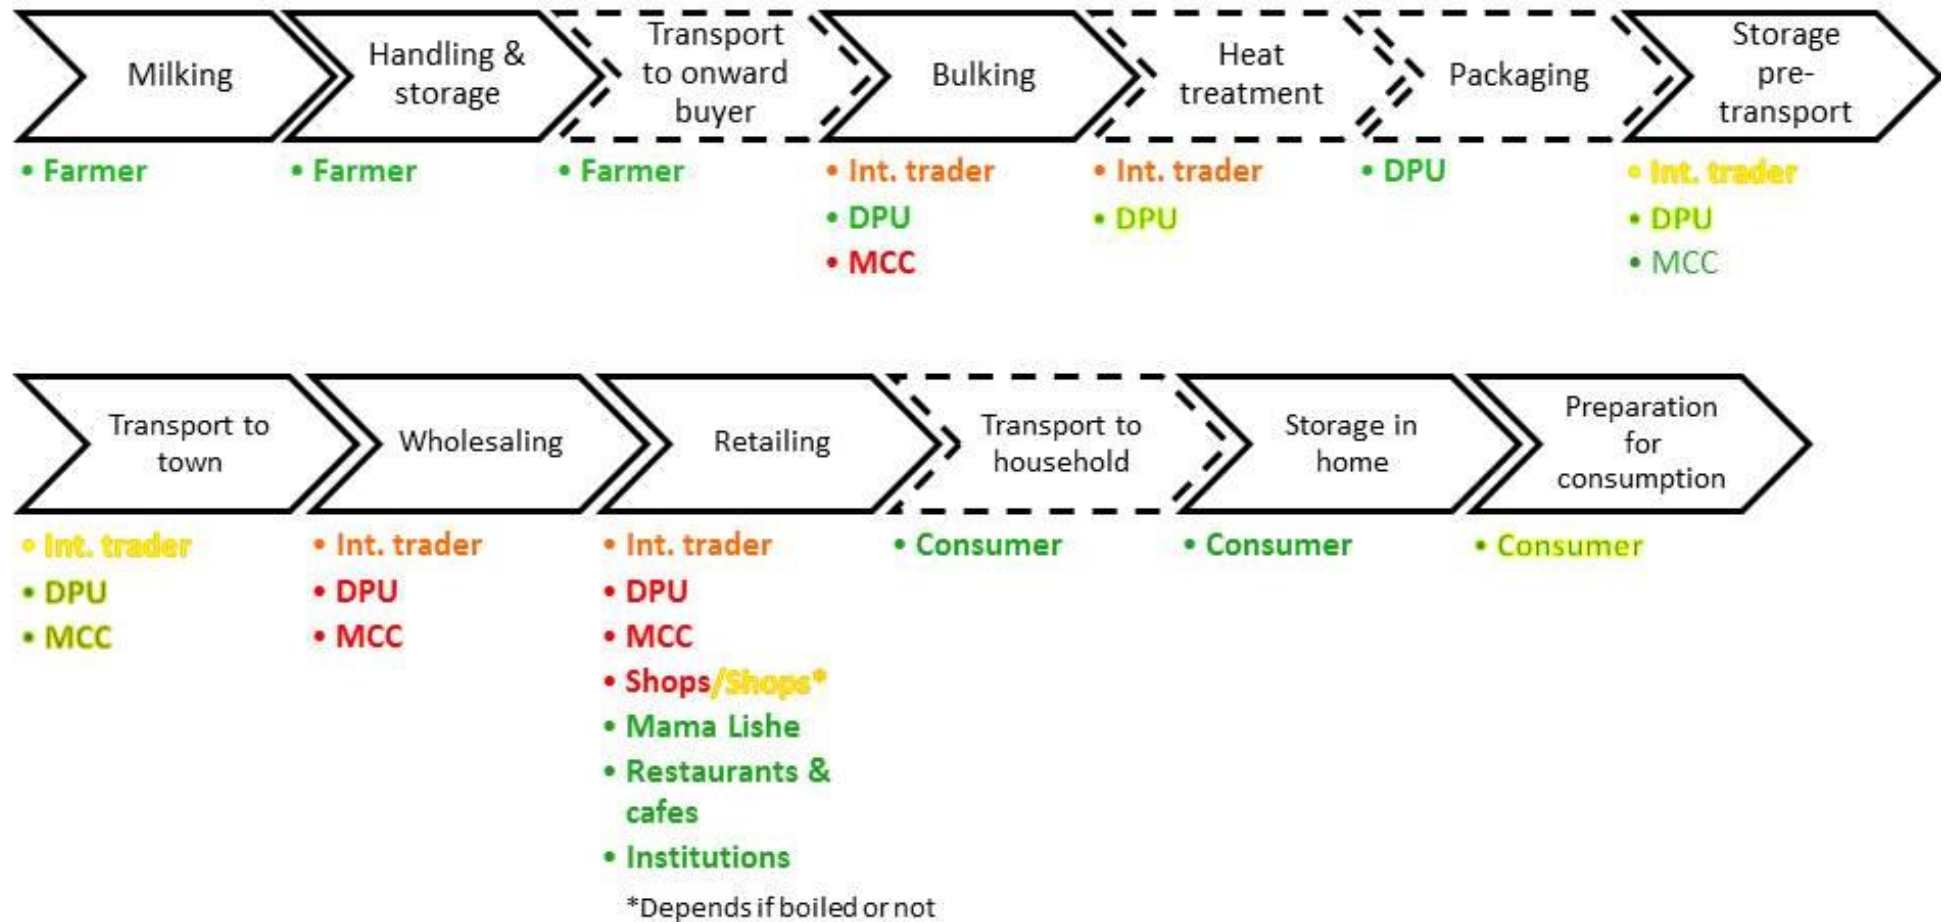 Milking
Handling &
storage
Transport
to onward
buyer
Bulking
Heat
treatment
Packaging
Storage
pre-
transport
• Farmer
• Farmer
• Farmer
• Int. trader
• DPU
• MCC
• Int. trader
• DPU
• DPU
• Int. trader
• DPU
• MCC
Transport to
town
Wholesaling
Retailing
Transport to
household
Storage in
home
Preparation
for
consumption
• Int. trader
• DPU
• MCC
• Int. trader
• DPU
• MCC
• Int. trader
• DPU
• MCC
• Shops/Shops*
• Mama Lishe
• Restaurants &
cafes
• Institutions
*Depends if boiled or not
• Consumer
• Consumer
• Consumer